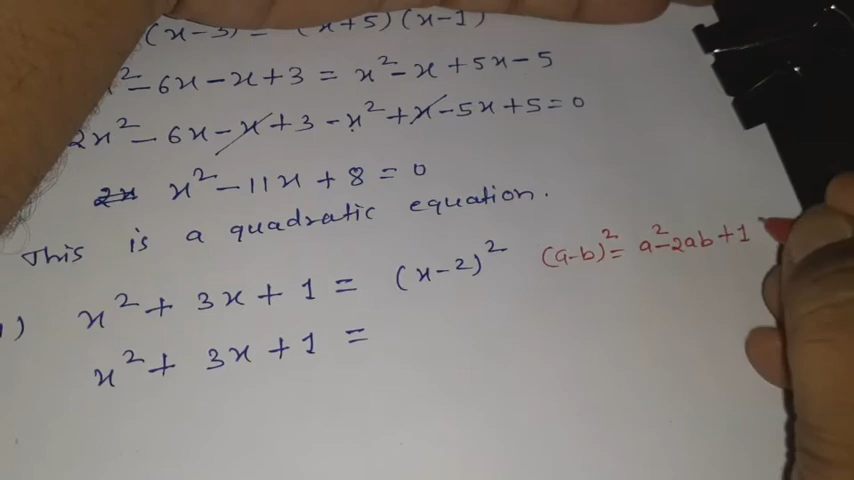 (x-3) = (x+5)(x-1)
² - 6x - x + 3 = x² - x + 5x - 5
2x² - 6x - x + 3 - x² + x - 5x + 5 = 0
x² - 11x + 8 = 0
This is a quadratic equation.
) x² + 3x + 1 = (x-2)² (a-b)² = a² - 2ab + 1
x² + 3x + 1 =